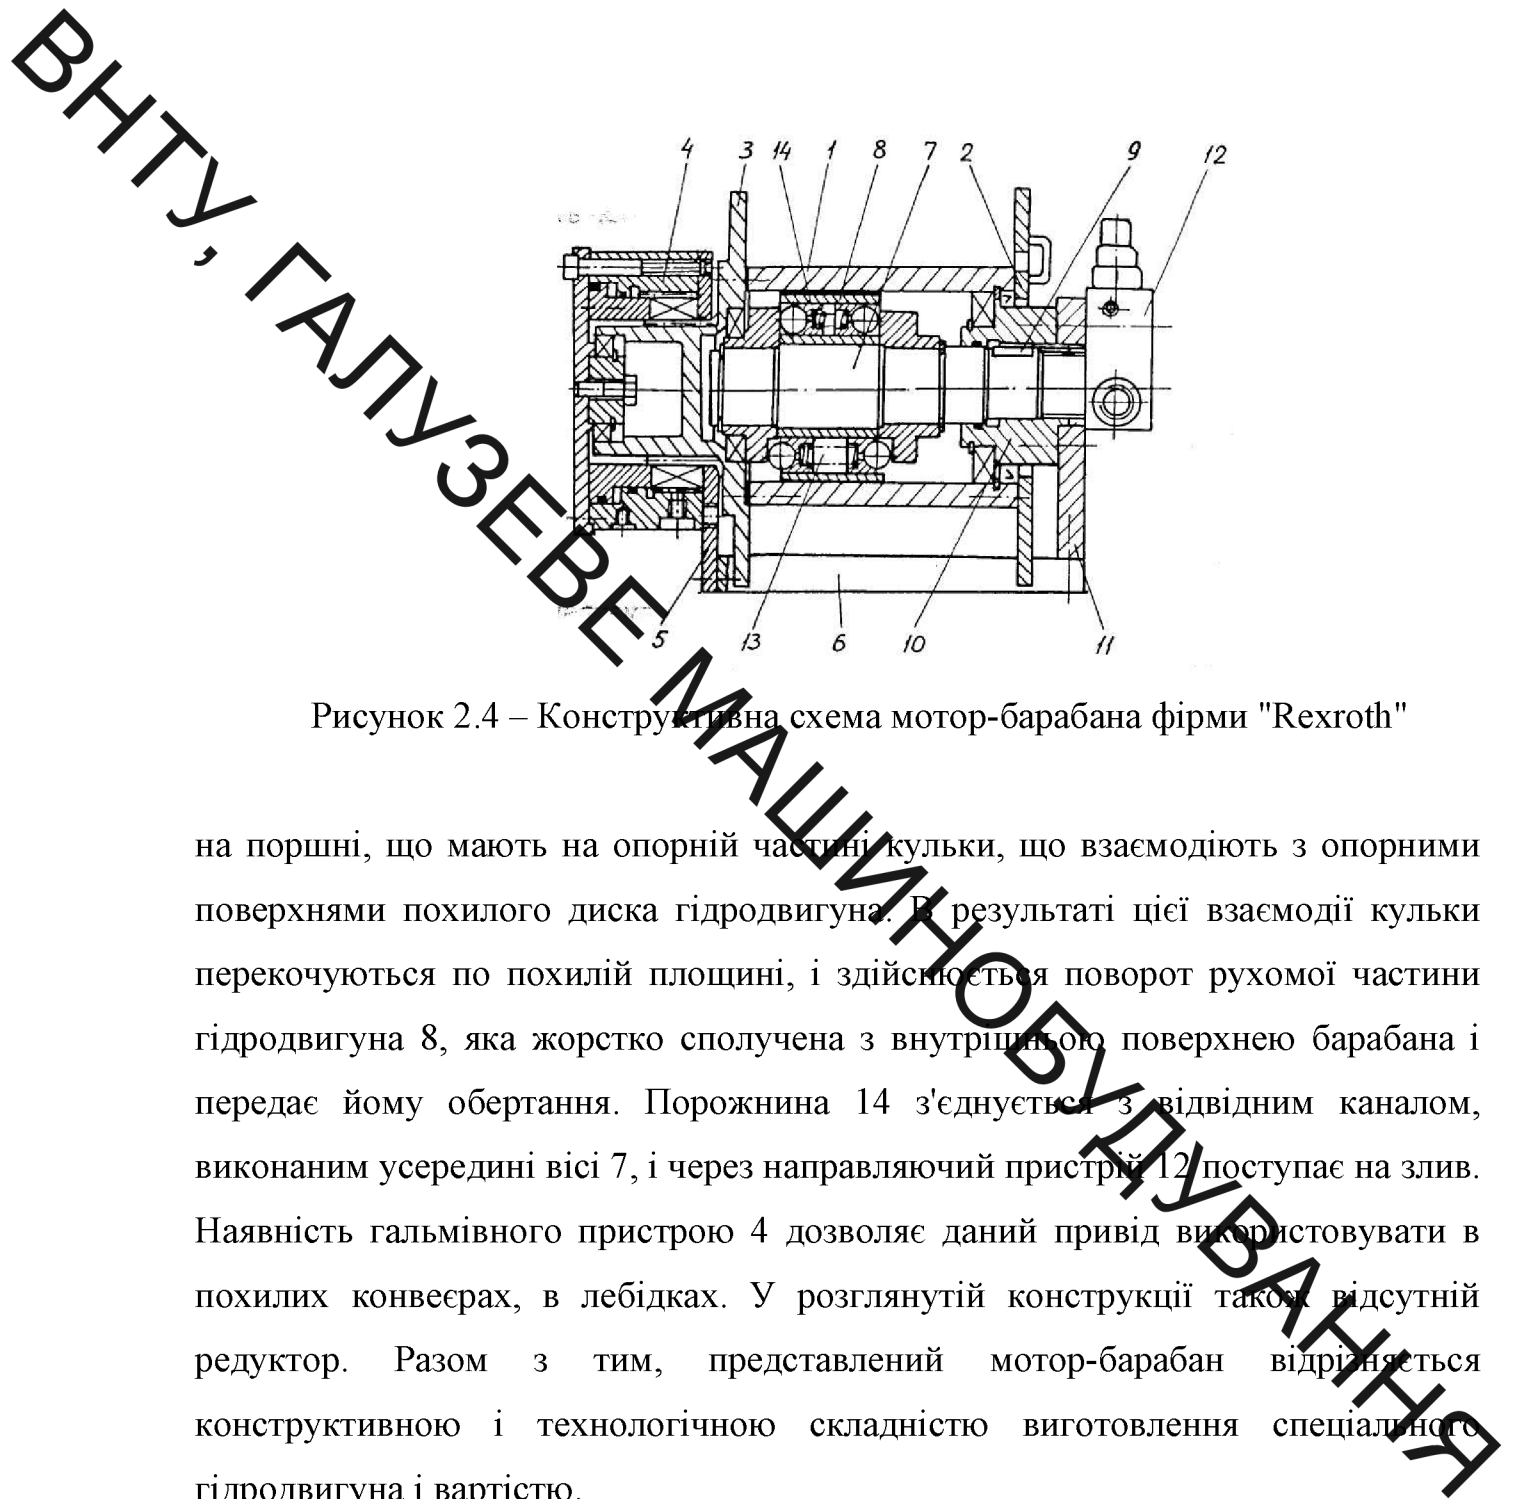 ВНТУ, ГАЛУЗЕВЕ МАШИНОБУДУВАННЯ
4 3 14 1 8 7 2 9 12
5 13 6 10 11
Рисунок 2.4 – Конструктивна схема мотор-барабана фірми "Rexroth"
на поршні, що мають на опорній частині кульки, що взаємодіють з опорними
поверхнями похилого диска гідродвигуна. В результаті цієї взаємодії кульки
перекочуються по похилій площині, і здійснюється поворот рухомої частини
гідродвигуна 8, яка жорстко сполучена з внутрішньою поверхнею барабана і
передає йому обертання. Порожнина 14 з'єднується з відвідним каналом,
виконаним усередині вісі 7, і через направляючий пристрій 12 поступає на злив.
Наявність гальмівного пристрою 4 дозволяє даний привід використовувати в
похилих конвеєрах, в лебідках. У розглянутій конструкції також відсутній
редуктор. Разом з тим, представлений мотор-барабан відрізняється
конструктивною і технологічною складністю виготовлення спеціального
гідродвигуна і вартістю.